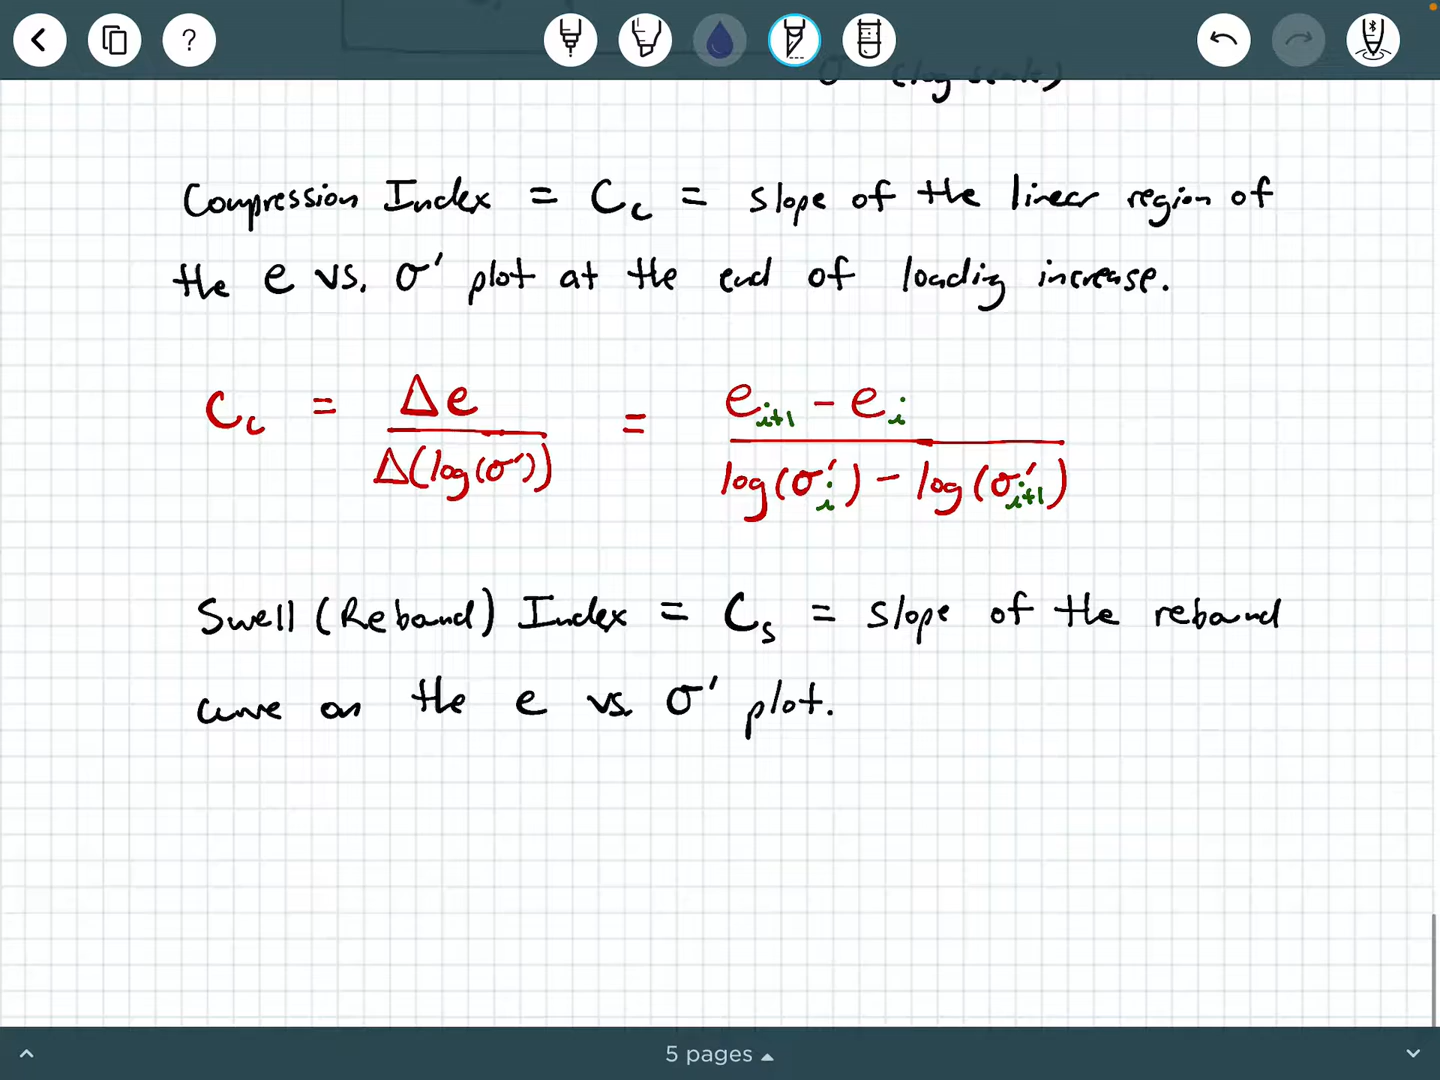 σ' (log scale)
Compression Index = Cc = slope of the linear region of
the e vs. σ' plot at the end of loading increase.
Cc = Δe / Δ(log(σ')) = (e_{i+1} - e_i) / (log(σ'_i) - log(σ'_{i+1}))
Swell (Rebound) Index = Cs = slope of the rebound
curve on the e vs σ' plot.
5 pages